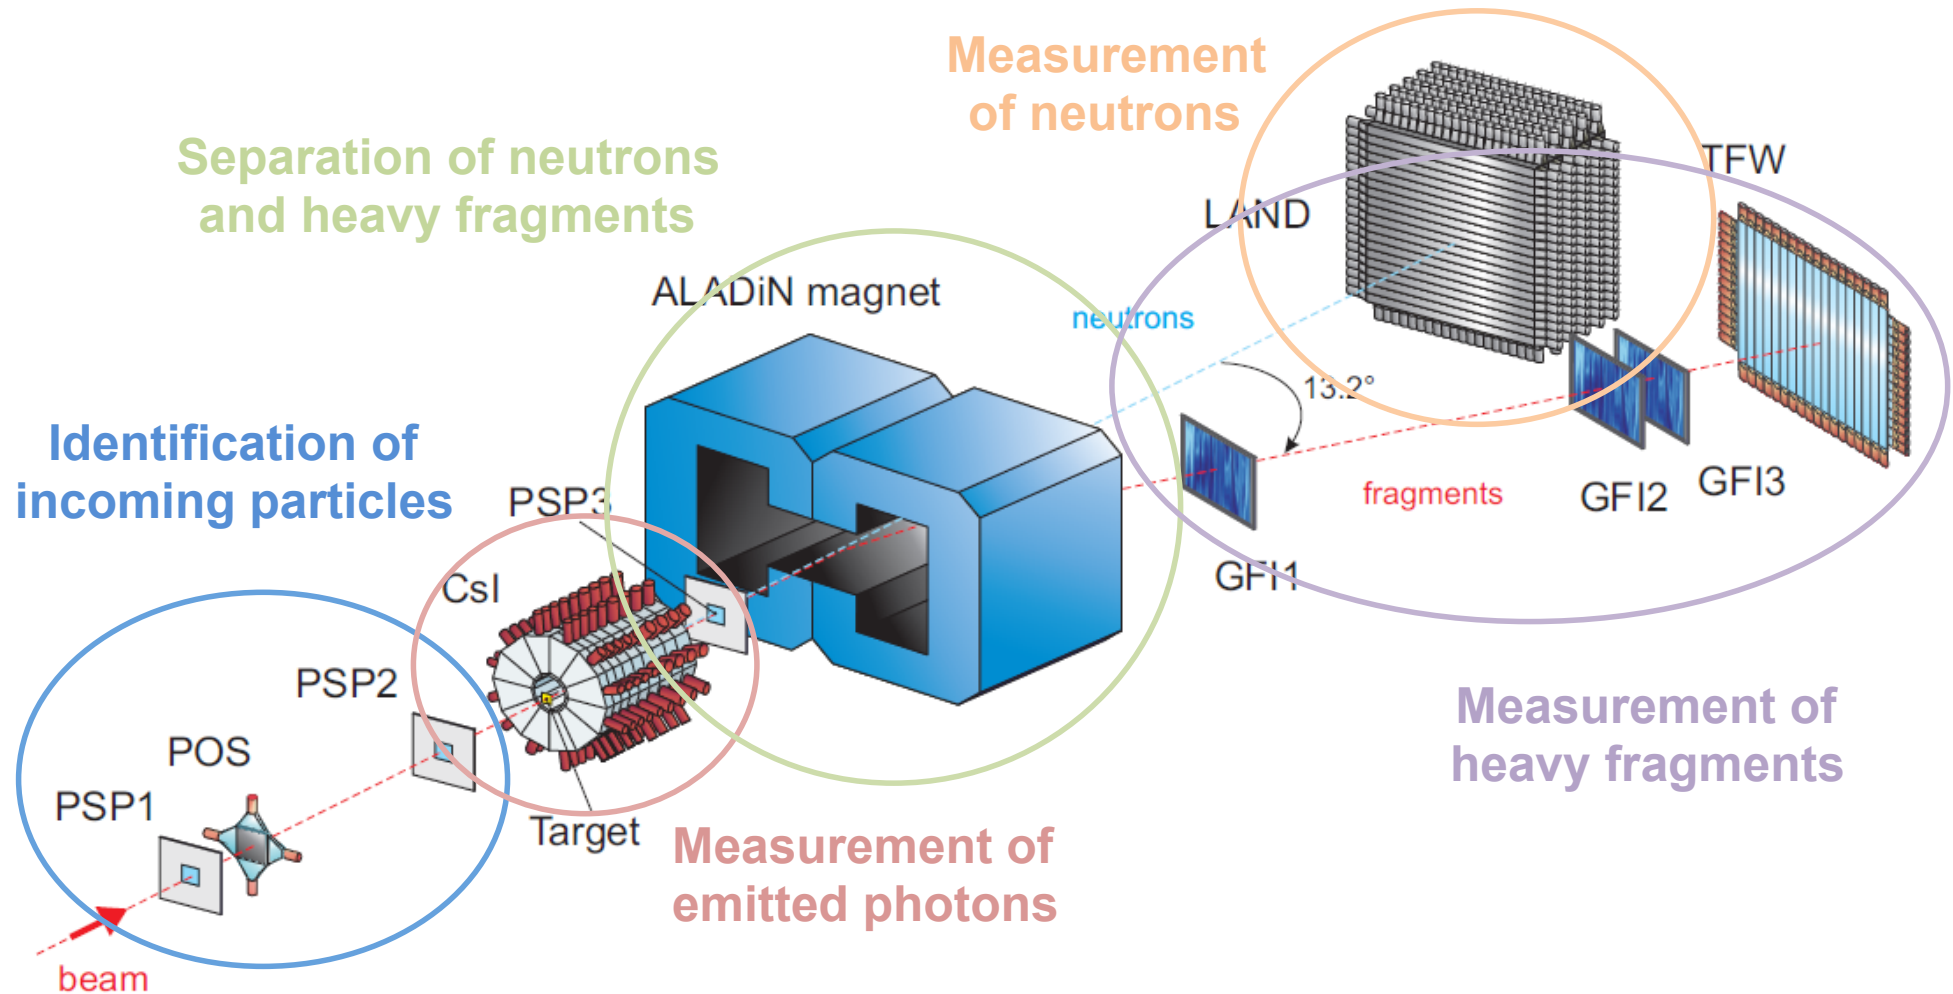 Measurement
of neutrons
Separation of neutrons
and heavy fragments
TFW
LAND
ALADiN magnet
neutrons
13.2°
Identification of
incoming particles
PSP3
fragments
GFI2
GFI3
GFI1
CsI
PSP2
Measurement of
heavy fragments
POS
PSP1
Target
Measurement of
emitted photons
beam